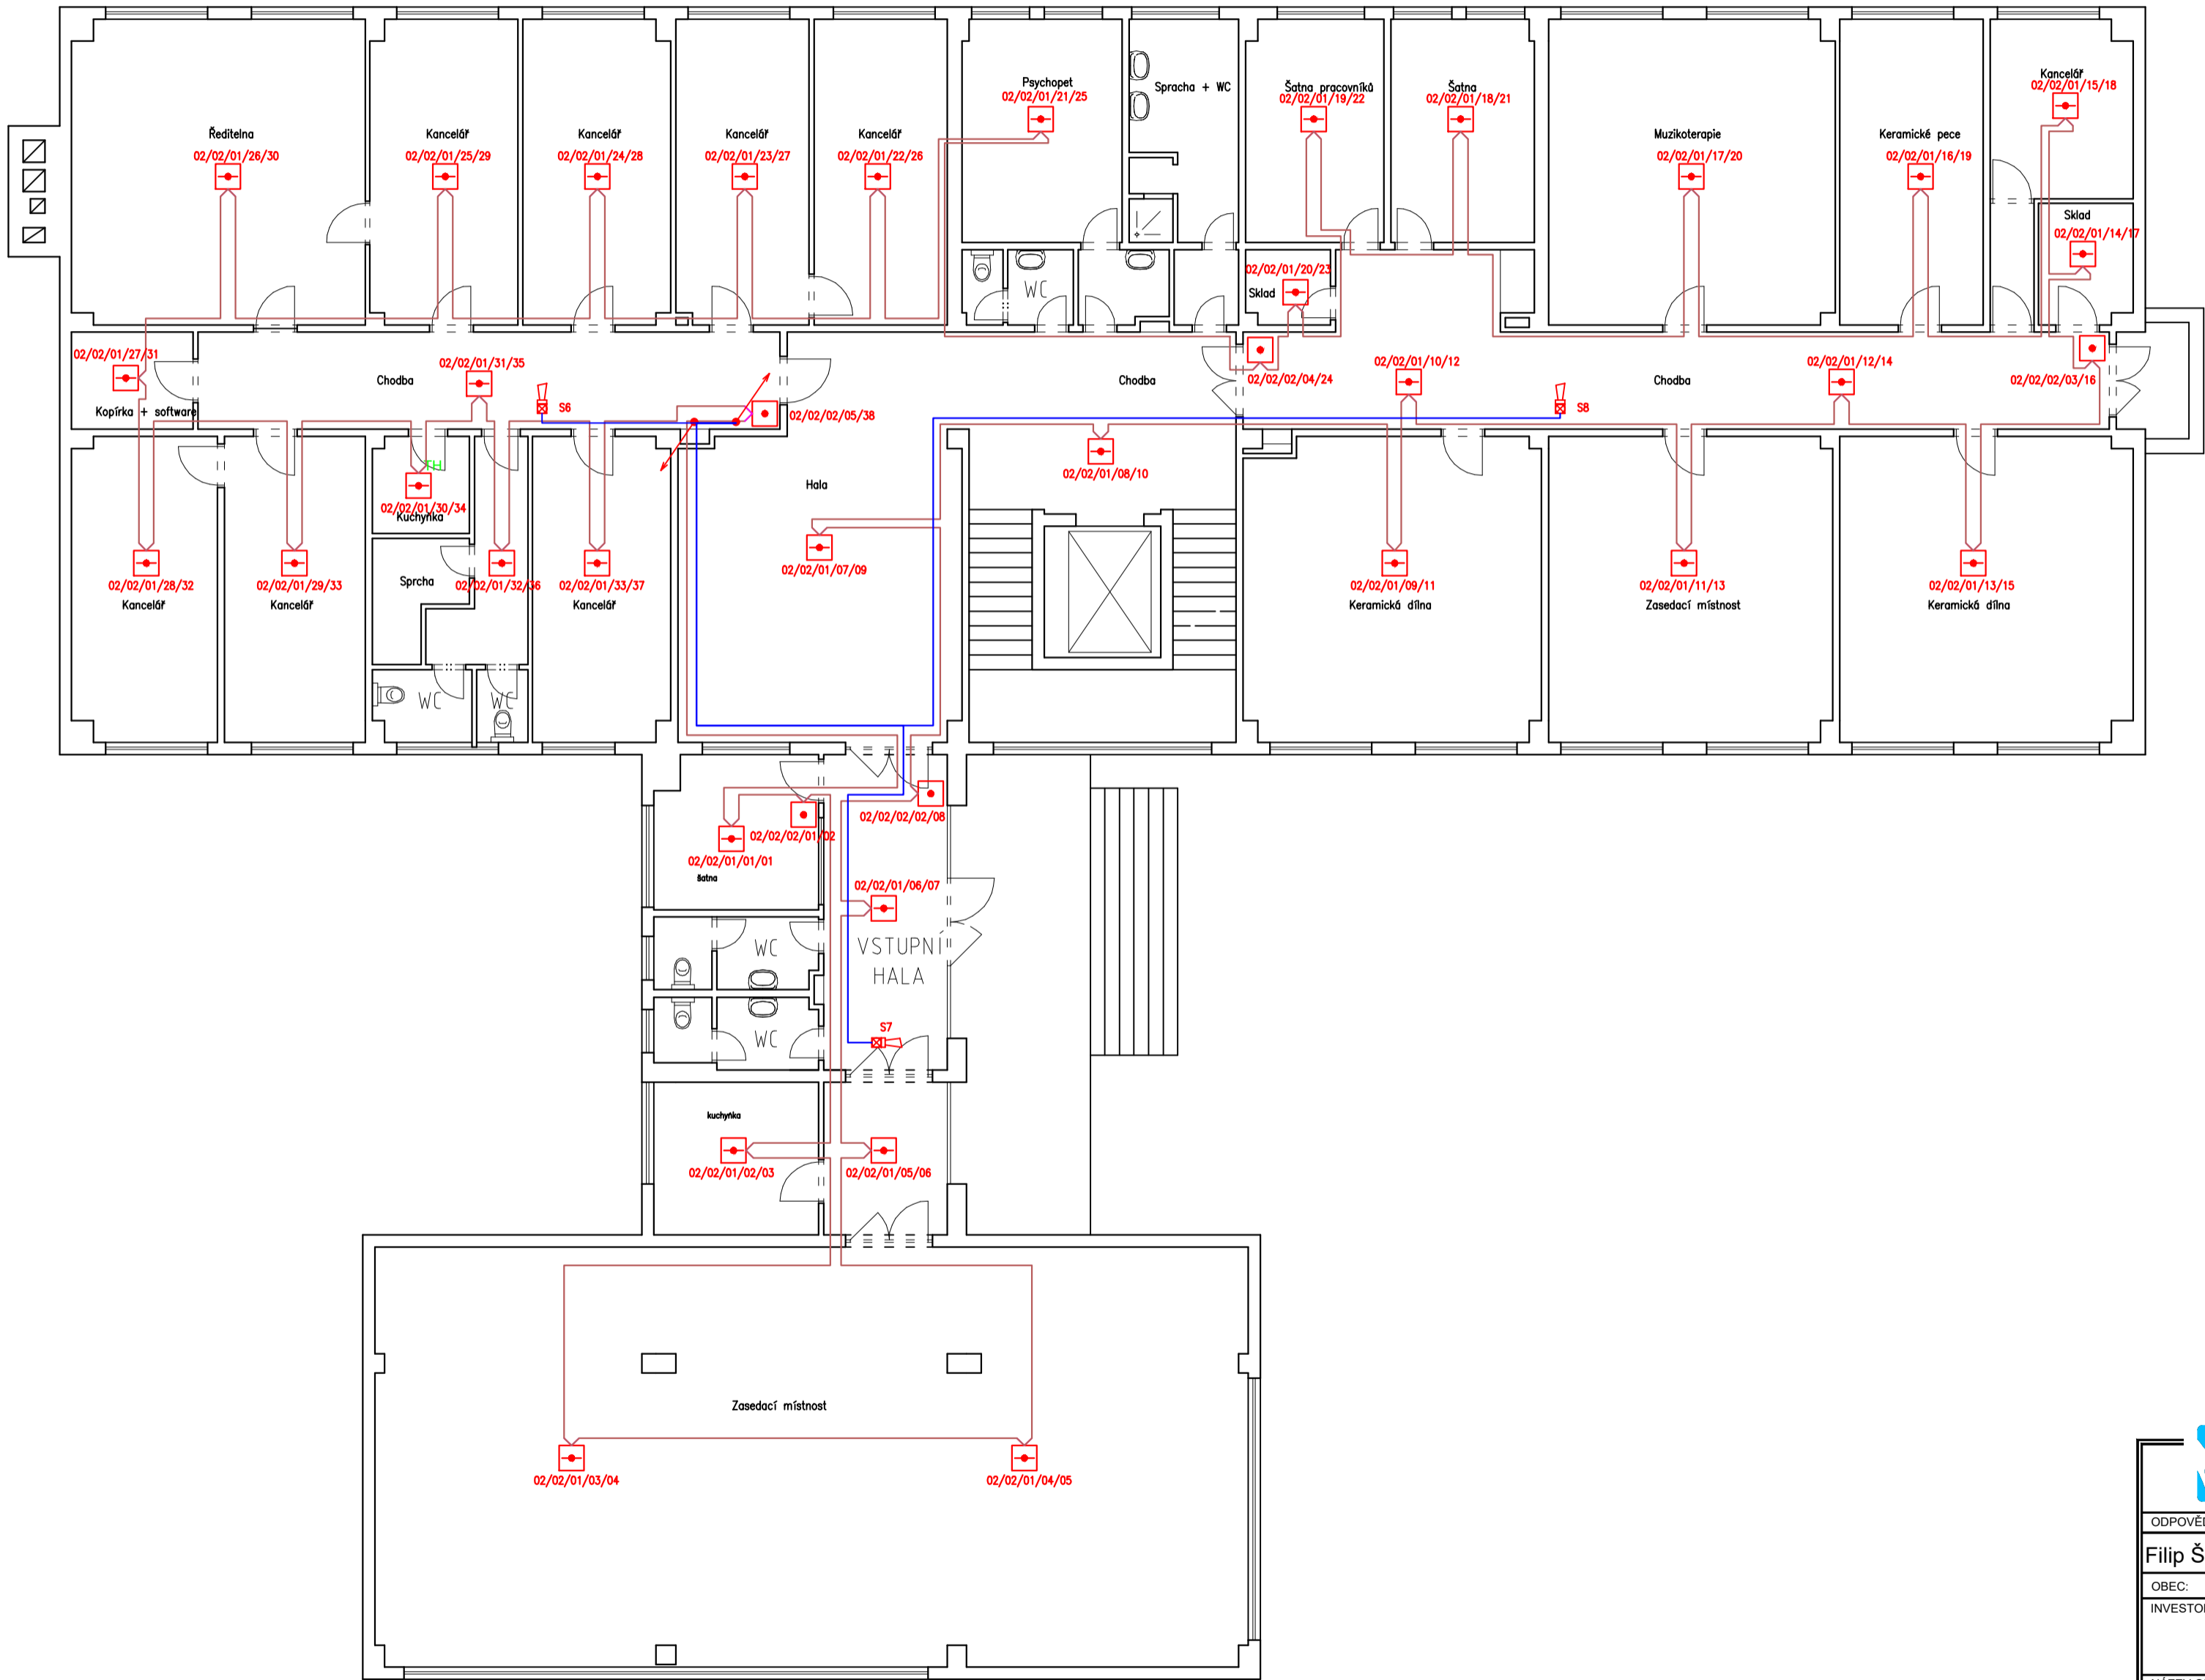 Psychopet
02/02/01/21/25
Spracha + WC
Šatna pracovníků
02/02/01/19/22
Šatna
02/02/01/18/21
Kancelář
02/02/01/15/18
Ředitelna
02/02/01/26/30
Kancelář
02/02/01/25/29
Kancelář
02/02/01/24/28
Kancelář
02/02/01/23/27
Kancelář
02/02/01/22/26
Muzikoterapie
02/02/01/17/20
Keramické pece
02/02/01/16/19
Sklad
02/02/01/14/17
02/02/01/20/23
Sklad
WC
02/02/01/27/31
Kopírka + software
02/02/01/31/35
Chodba
S6
02/02/02/05/38
Chodba
02/02/02/04/24
02/02/01/10/12
S8
Chodba
02/02/01/12/14
02/02/02/03/16
TH
02/02/01/30/34
Kuchyňka
Hala
02/02/01/08/10
02/02/01/28/32
Kancelář
02/02/01/29/33
Kancelář
Sprcha
02/02/01/32/36
02/02/01/33/37
Kancelář
02/02/01/07/09
02/02/01/09/11
Keramická dílna
02/02/01/11/13
Zasedací místnost
02/02/01/13/15
Keramická dílna
WC
WC
02/02/02/02/08
02/02/02/01/02
02/02/01/01/01
šatna
02/02/01/06/07
WC
VSTUPNÍ
HALA
WC
S7
kuchyňka
02/02/01/02/03
02/02/01/05/06
Zasedací místnost
02/02/01/03/04
02/02/01/04/05
ODPOVĚD
Filip Š
OBEC:
INVESTOR